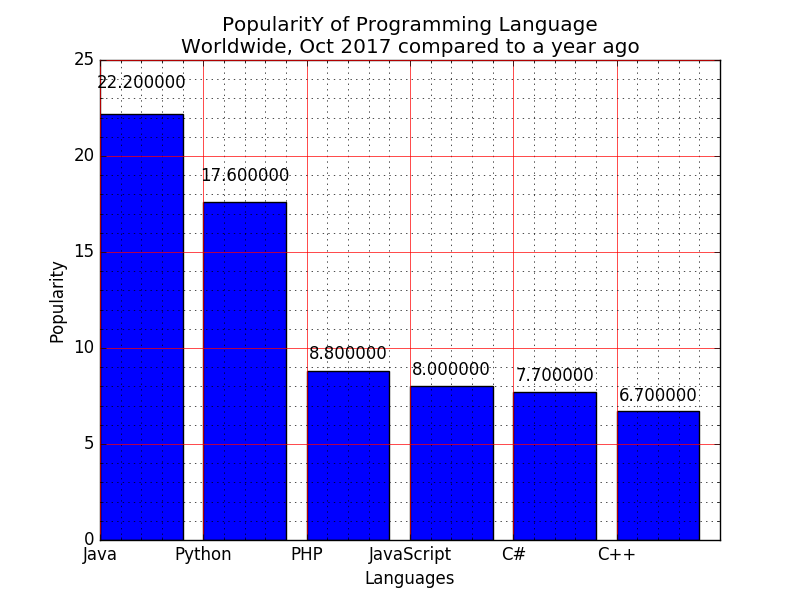 PopularitY of Programming Language
Worldwide, Oct 2017 compared to a year ago
25
22.200000
20
17.600000
15
Popularity
10
8.800000
8.000000
7.700000
6.700000
5
0
Java Python PHP JavaScript C# C++
Languages